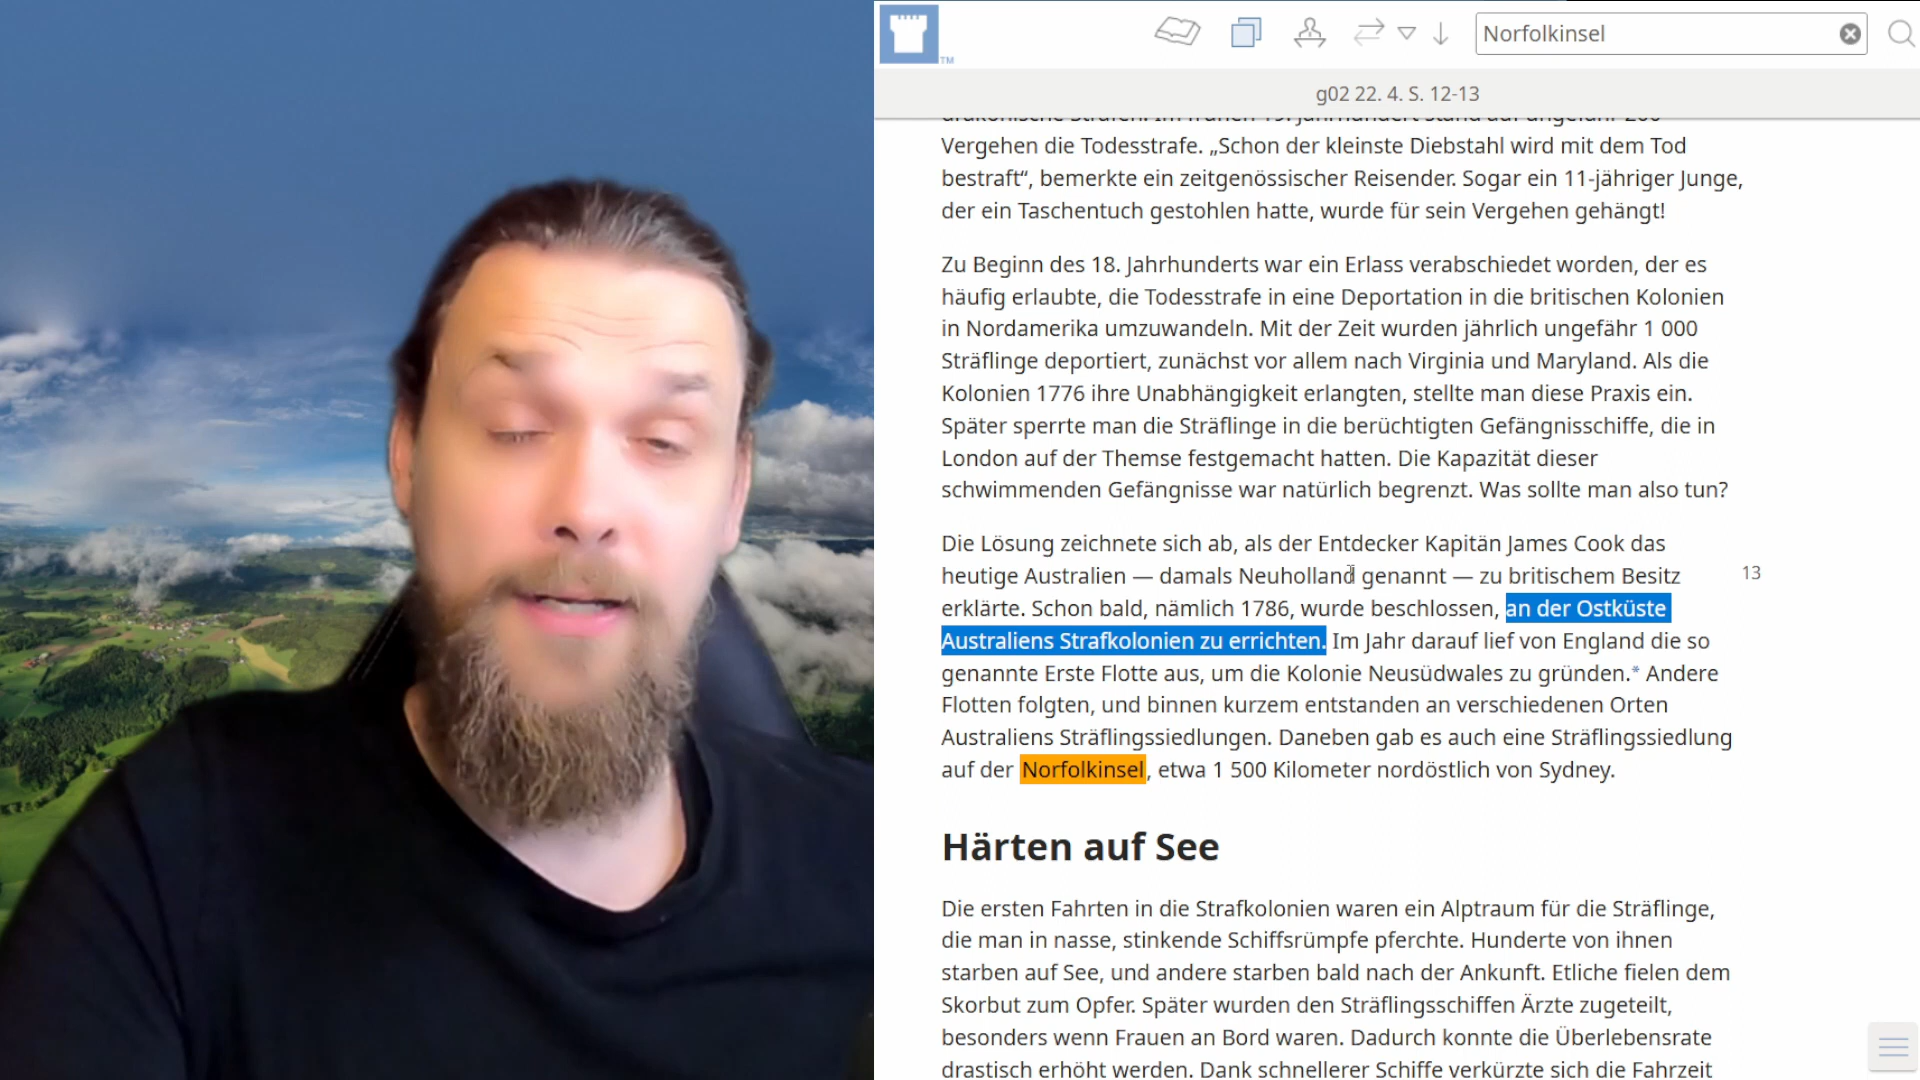 TM
Norfolkinsel
g02 22. 4. S. 12-13
Vergehen die Todesstrafe. „Schon der kleinste Diebstahl wird mit dem Tod
bestraft“, bemerkte ein zeitgenössischer Reisender. Sogar ein 11-jähriger Junge,
der ein Taschentuch gestohlen hatte, wurde für sein Vergehen gehängt!
Zu Beginn des 18. Jahrhunderts war ein Erlass verabschiedet worden, der es
häufig erlaubte, die Todesstrafe in eine Deportation in die britischen Kolonien
in Nordamerika umzuwandeln. Mit der Zeit wurden jährlich ungefähr 1 000
Sträflinge deportiert, zunächst vor allem nach Virginia und Maryland. Als die
Kolonien 1776 ihre Unabhängigkeit erlangten, stellte man diese Praxis ein.
Später sperrte man die Sträflinge in die berüchtigten Gefängnisschiffe, die in
London auf der Themse festgemacht hatten. Die Kapazität dieser
schwimmenden Gefängnisse war natürlich begrenzt. Was sollte man also tun?
Die Lösung zeichnete sich ab, als der Entdecker Kapitän James Cook das
heutige Australien — damals Neuholland genannt — zu britischem Besitz
13
erklärte. Schon bald, nämlich 1786, wurde beschlossen, an der Ostküste
Australiens Strafkolonien zu errichten. Im Jahr darauf lief von England die so
genannte Erste Flotte aus, um die Kolonie Neusüdwales zu gründen.* Andere
Flotten folgten, und binnen kurzem entstanden an verschiedenen Orten
Australiens Sträflingssiedlungen. Daneben gab es auch eine Sträflingssiedlung
auf der Norfolkinsel, etwa 1 500 Kilometer nordöstlich von Sydney.
Härten auf See
Die ersten Fahrten in die Strafkolonien waren ein Alptraum für die Sträflinge,
die man in nasse, stinkende Schiffsrümpfe pferchte. Hunderte von ihnen
starben auf See, und andere starben bald nach der Ankunft. Etliche fielen dem
Skorbut zum Opfer. Später wurden den Sträflingsschiffen Ärzte zugeteilt,
besonders wenn Frauen an Bord waren. Dadurch konnte die Überlebensrate
drastisch erhöht werden. Dank schnellerer Schiffe verkürzte sich die Fahrzeit